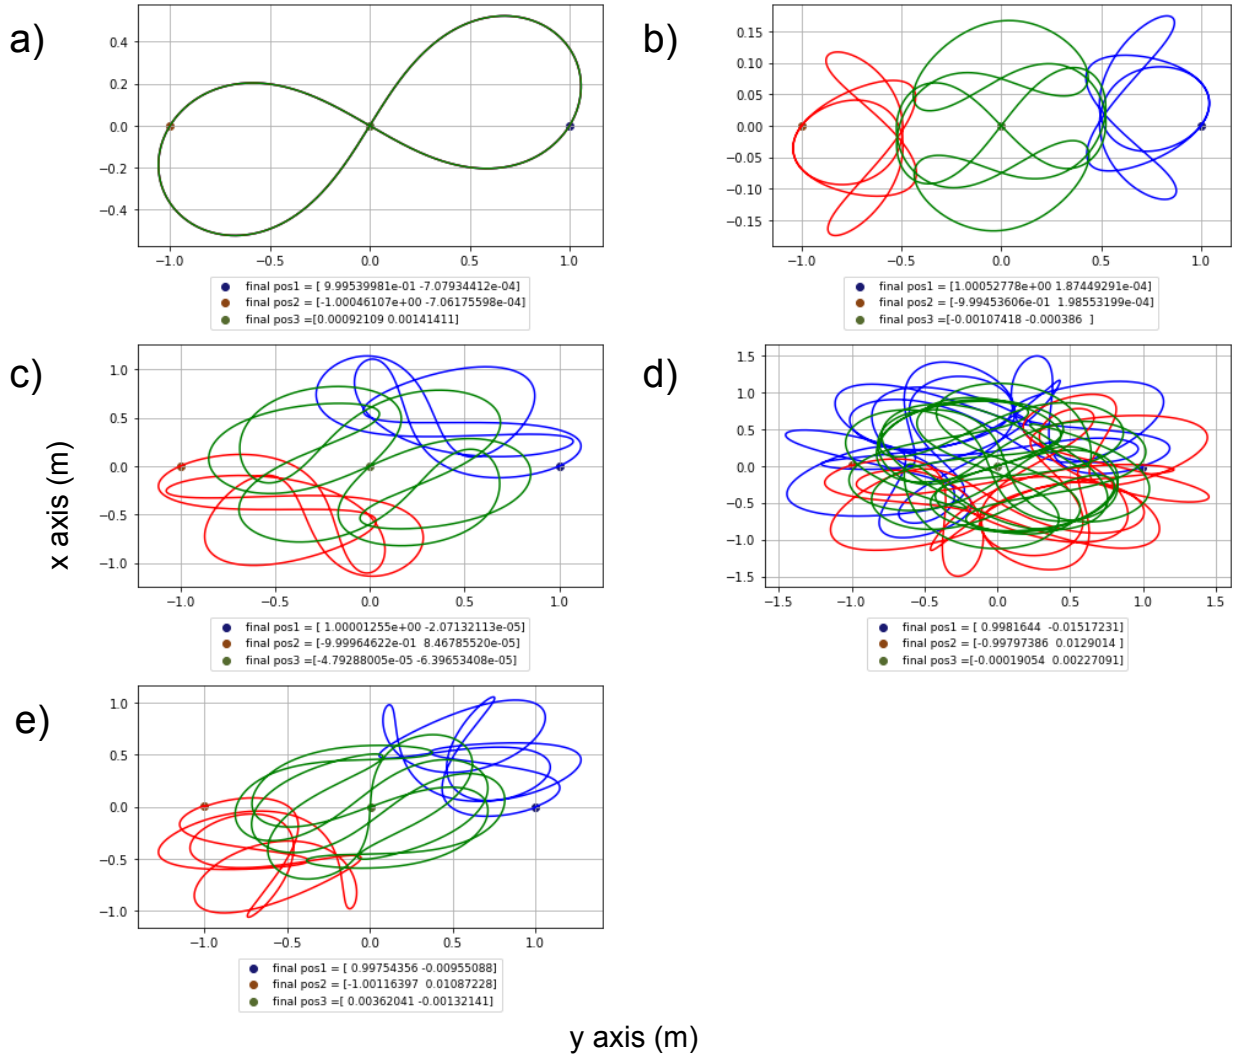 a)
0.4
0.2
0.0
−0.2
−0.4
−1.0 −0.5 0.0 0.5 1.0
final pos1 = [ 9.99539981e-01 -7.07934412e-04]
final pos2 = [-1.00046107e+00 -7.06175598e-04]
final pos3 =[0.00092109 0.00141411]
b)
0.15
0.10
0.05
0.00
−0.05
−0.10
−0.15
−1.0 −0.5 0.0 0.5 1.0
final pos1 = [1.00052778e+00 1.87449291e-04]
final pos2 = [-9.99453606e-01  1.98553199e-04]
final pos3 =[-0.00107418 -0.000386  ]
c)
1.0
0.5
0.0
−0.5
−1.0
−1.0 −0.5 0.0 0.5 1.0
final pos1 = [ 1.00001255e+00 -2.07132113e-05]
final pos2 = [-9.99964622e-01  8.46785520e-05]
final pos3=[-4.79288005e-05 -6.39653408e-05]
d)
1.5
1.0
0.5
0.0
−0.5
−1.0
−1.5
−1.5 −1.0 −0.5 0.0 0.5 1.0 1.5
final pos1 = [ 0.9981644  -0.01517231]
final pos2 = [-0.99797386  0.0129014 ]
final pos3 =[-0.00019054  0.00227091]
e)
1.0
0.5
0.0
−0.5
−1.0
−1.0 −0.5 0.0 0.5 1.0
final pos1 = [ 0.99754356 -0.00955088]
final pos2 = [-1.00116397  0.01087228]
final pos3 =[ 0.00362041 -0.00132141]
x axis (m)
y axis (m)